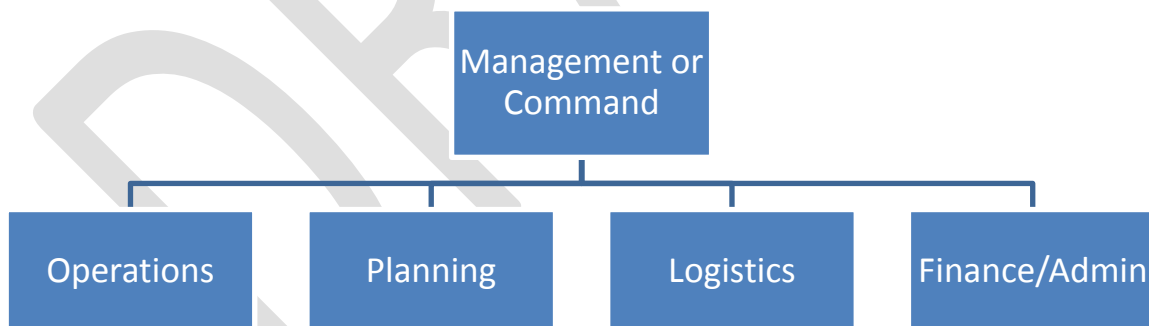 Management or
Command
Operations
Planning
Logistics
Finance/Admin